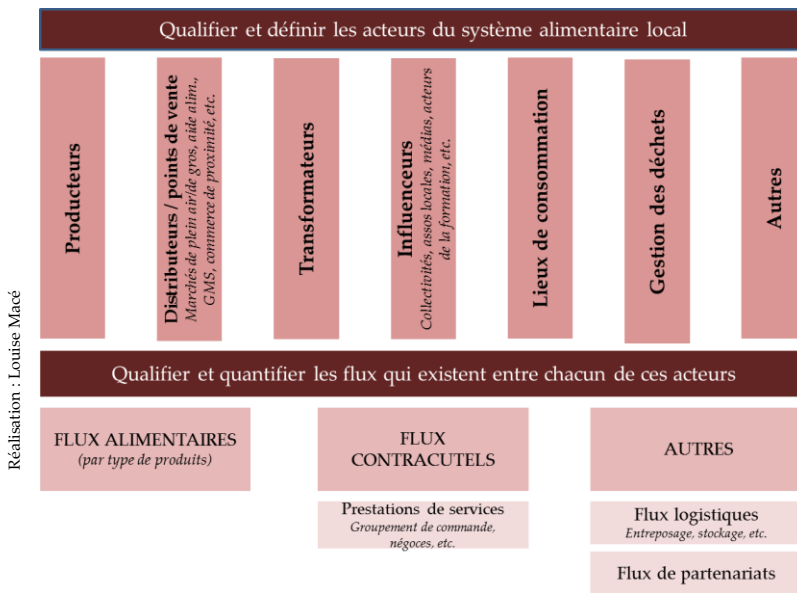 Qualifier et définir les acteurs du système alimentaire local
Producteurs
Distributeurs / points de vente
Marchés de plein air/de gros, aide alim.,
GMS, commerce de proximité, etc.
Transformateurs
Influenceurs
Collectivités, assos locales, médias, acteurs
de la formation, etc.
Lieux de consommation
Gestion des déchets
Autres
Qualifier et quantifier les flux qui existent entre chacun de ces acteurs
FLUX ALIMENTAIRES
(par type de produits)
FLUX
CONTRACUTELS
Prestations de services
Groupement de commande,
négoces, etc.
AUTRES
Flux logistiques
Entreposage, stockage, etc.
Flux de partenariats
Réalisation : Louise Macé